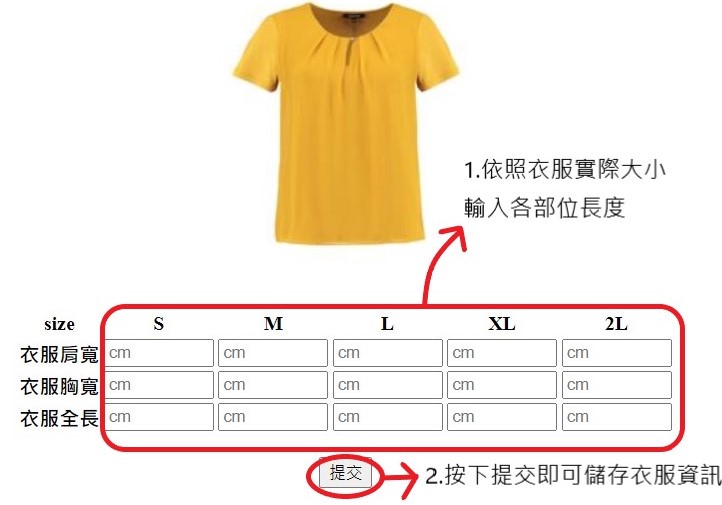 1.依照衣服實際大小
輸入各部位長度
size S M L XL 2L
衣服肩寬 cm cm cm cm cm
衣服胸寬 cm cm cm cm cm
衣服全長 cm cm cm cm cm
提交
2.按下提交即可儲存衣服資訊